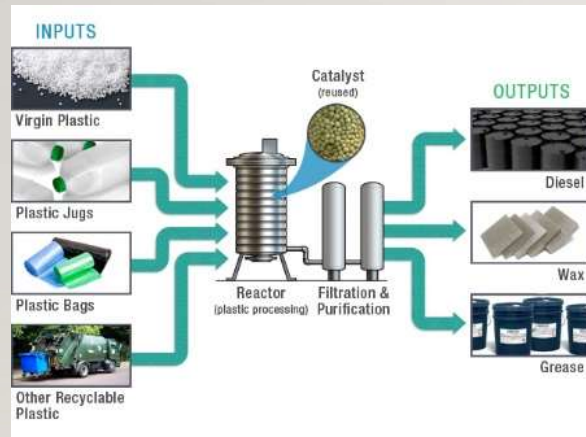 INPUTS
Virgin Plastic
Plastic Jugs
Plastic Bags
Other Recyclable
Plastic
Catalyst
(reused)
Reactor
(plastic processing)
Filtration &
Purification
OUTPUTS
Diesel
Wax
Grease